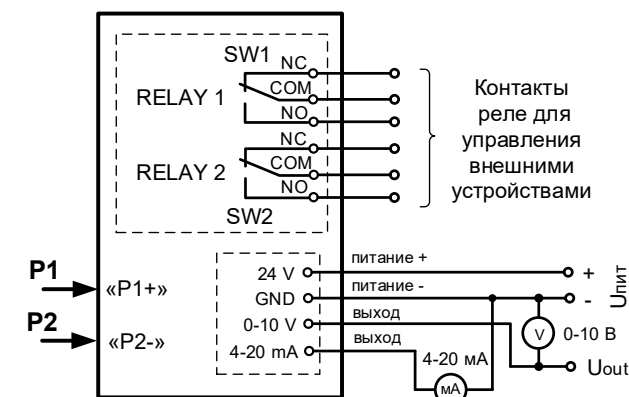 SW1
NC
COM
NO
RELAY 1
NC
COM
NO
RELAY 2
SW2
Контакты
реле для
управления
внешними
устройствами
P1
«P1+»
P2
«P2-»
24 V
GND
0-10 V
4-20 mA
питание +
питание -
выход
выход
+
-
Uпит
V
0-10 В
Uout
4-20 мА
мА